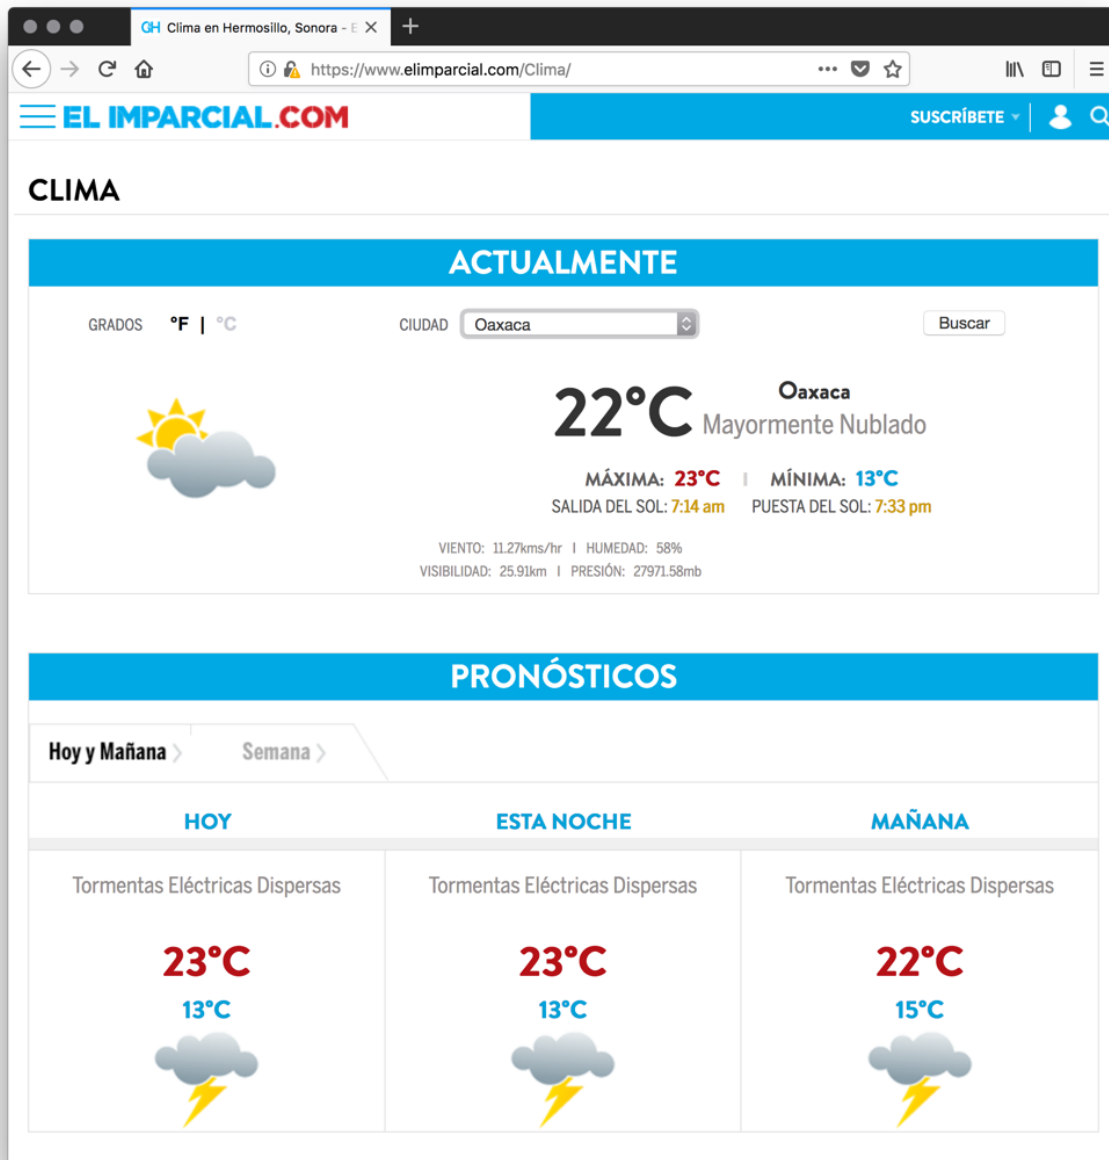 GH Clima en Hermosillo, Sonora - E
https://www.elimparcial.com/Clima/
EL IMPARCIAL.COM
SUSCRÍBETE
CLIMA
ACTUALMENTE
GRADOS °F | °C CIUDAD Oaxaca Buscar
22°C Oaxaca
Mayormente Nublado
MÁXIMA: 23°C | MÍNIMA: 13°C
SALIDA DEL SOL: 7:14 am PUESTA DEL SOL: 7:33 pm
VIENTO: 11.27kms/hr | HUMEDAD: 58%
VISIBILIDAD: 25.91km | PRESIÓN: 27971.58mb
PRONÓSTICOS
Hoy y Mañana Semana
HOY ESTA NOCHE MAÑANA
Tormentas Eléctricas Dispersas Tormentas Eléctricas Dispersas Tormentas Eléctricas Dispersas
23°C 23°C 22°C
13°C 13°C 15°C